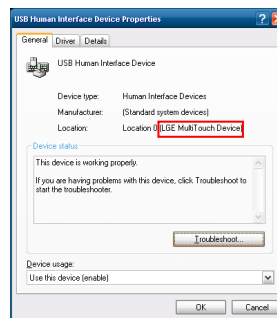 USB Human Interface Device Properties
General Driver Details
USB Human Interface Device
Device type: Human Interface Devices
Manufacturer: (Standard system devices)
Location: Location 0 (LGE MultiTouch Device)
Device status
This device is working properly.
If you are having problems with this device, click Troubleshoot to
start the troubleshooter.
Troubleshoot...
Device usage:
Use this device (enable)
OK Cancel